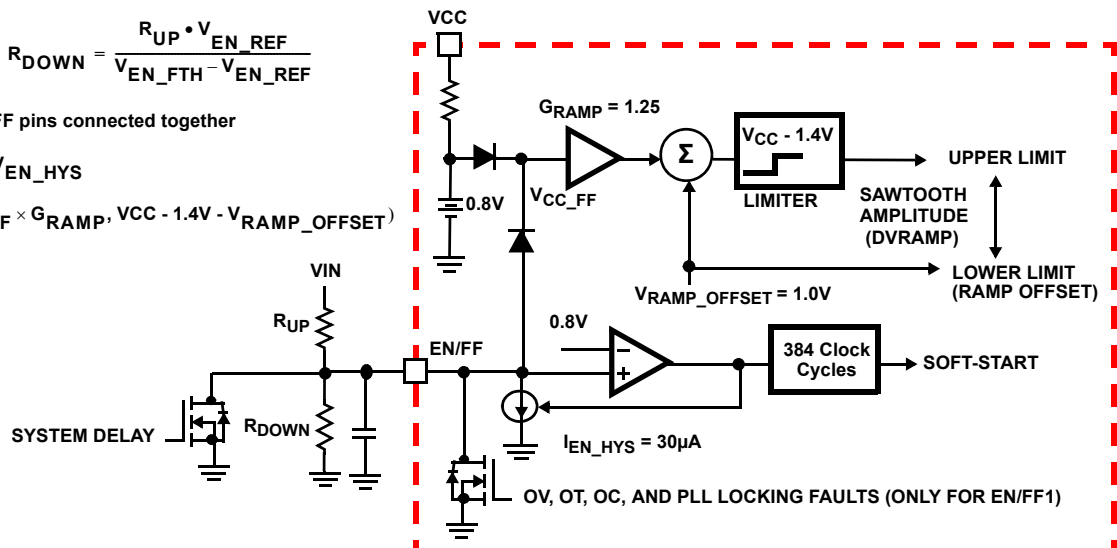 R_DOWN = R_UP • V_EN_REF / V_EN_FTH – V_EN_REF
FF pins connected together
V_EN_HYS
F × G_RAMP, VCC - 1.4V - V_RAMP_OFFSET)
VCC
G_RAMP = 1.25
V_CC - 1.4V
Σ
LIMITER
UPPER LIMIT
V_CC_FF
0.8V
SAWTOOTH
AMPLITUDE
(DVRAMP)
LOWER LIMIT
(RAMP OFFSET)
V_RAMP_OFFSET = 1.0V
VIN
R_UP
EN/FF
0.8V
–
+
384 Clock
Cycles
SOFT-START
SYSTEM DELAY
R_DOWN
I_EN_HYS = 30µA
OV, OT, OC, AND PLL LOCKING FAULTS (ONLY FOR EN/FF1)